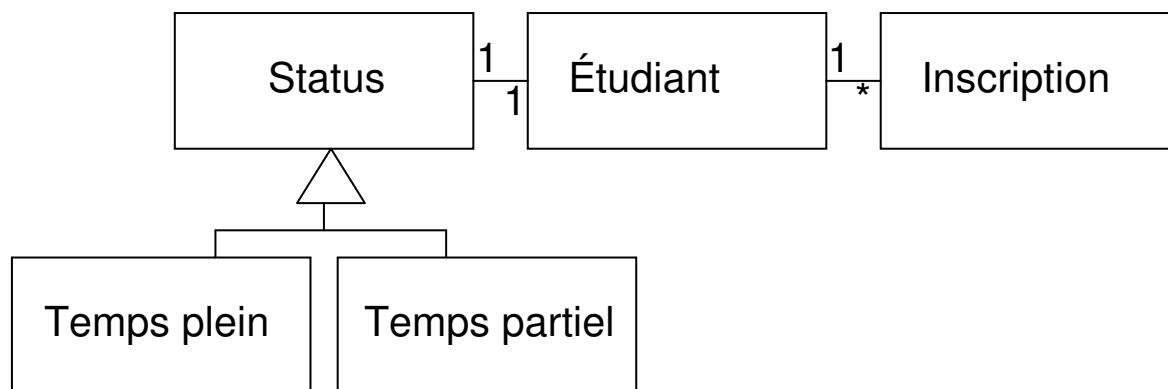 Status
1
1
Étudiant
1
*
Inscription
Temps plein
Temps partiel